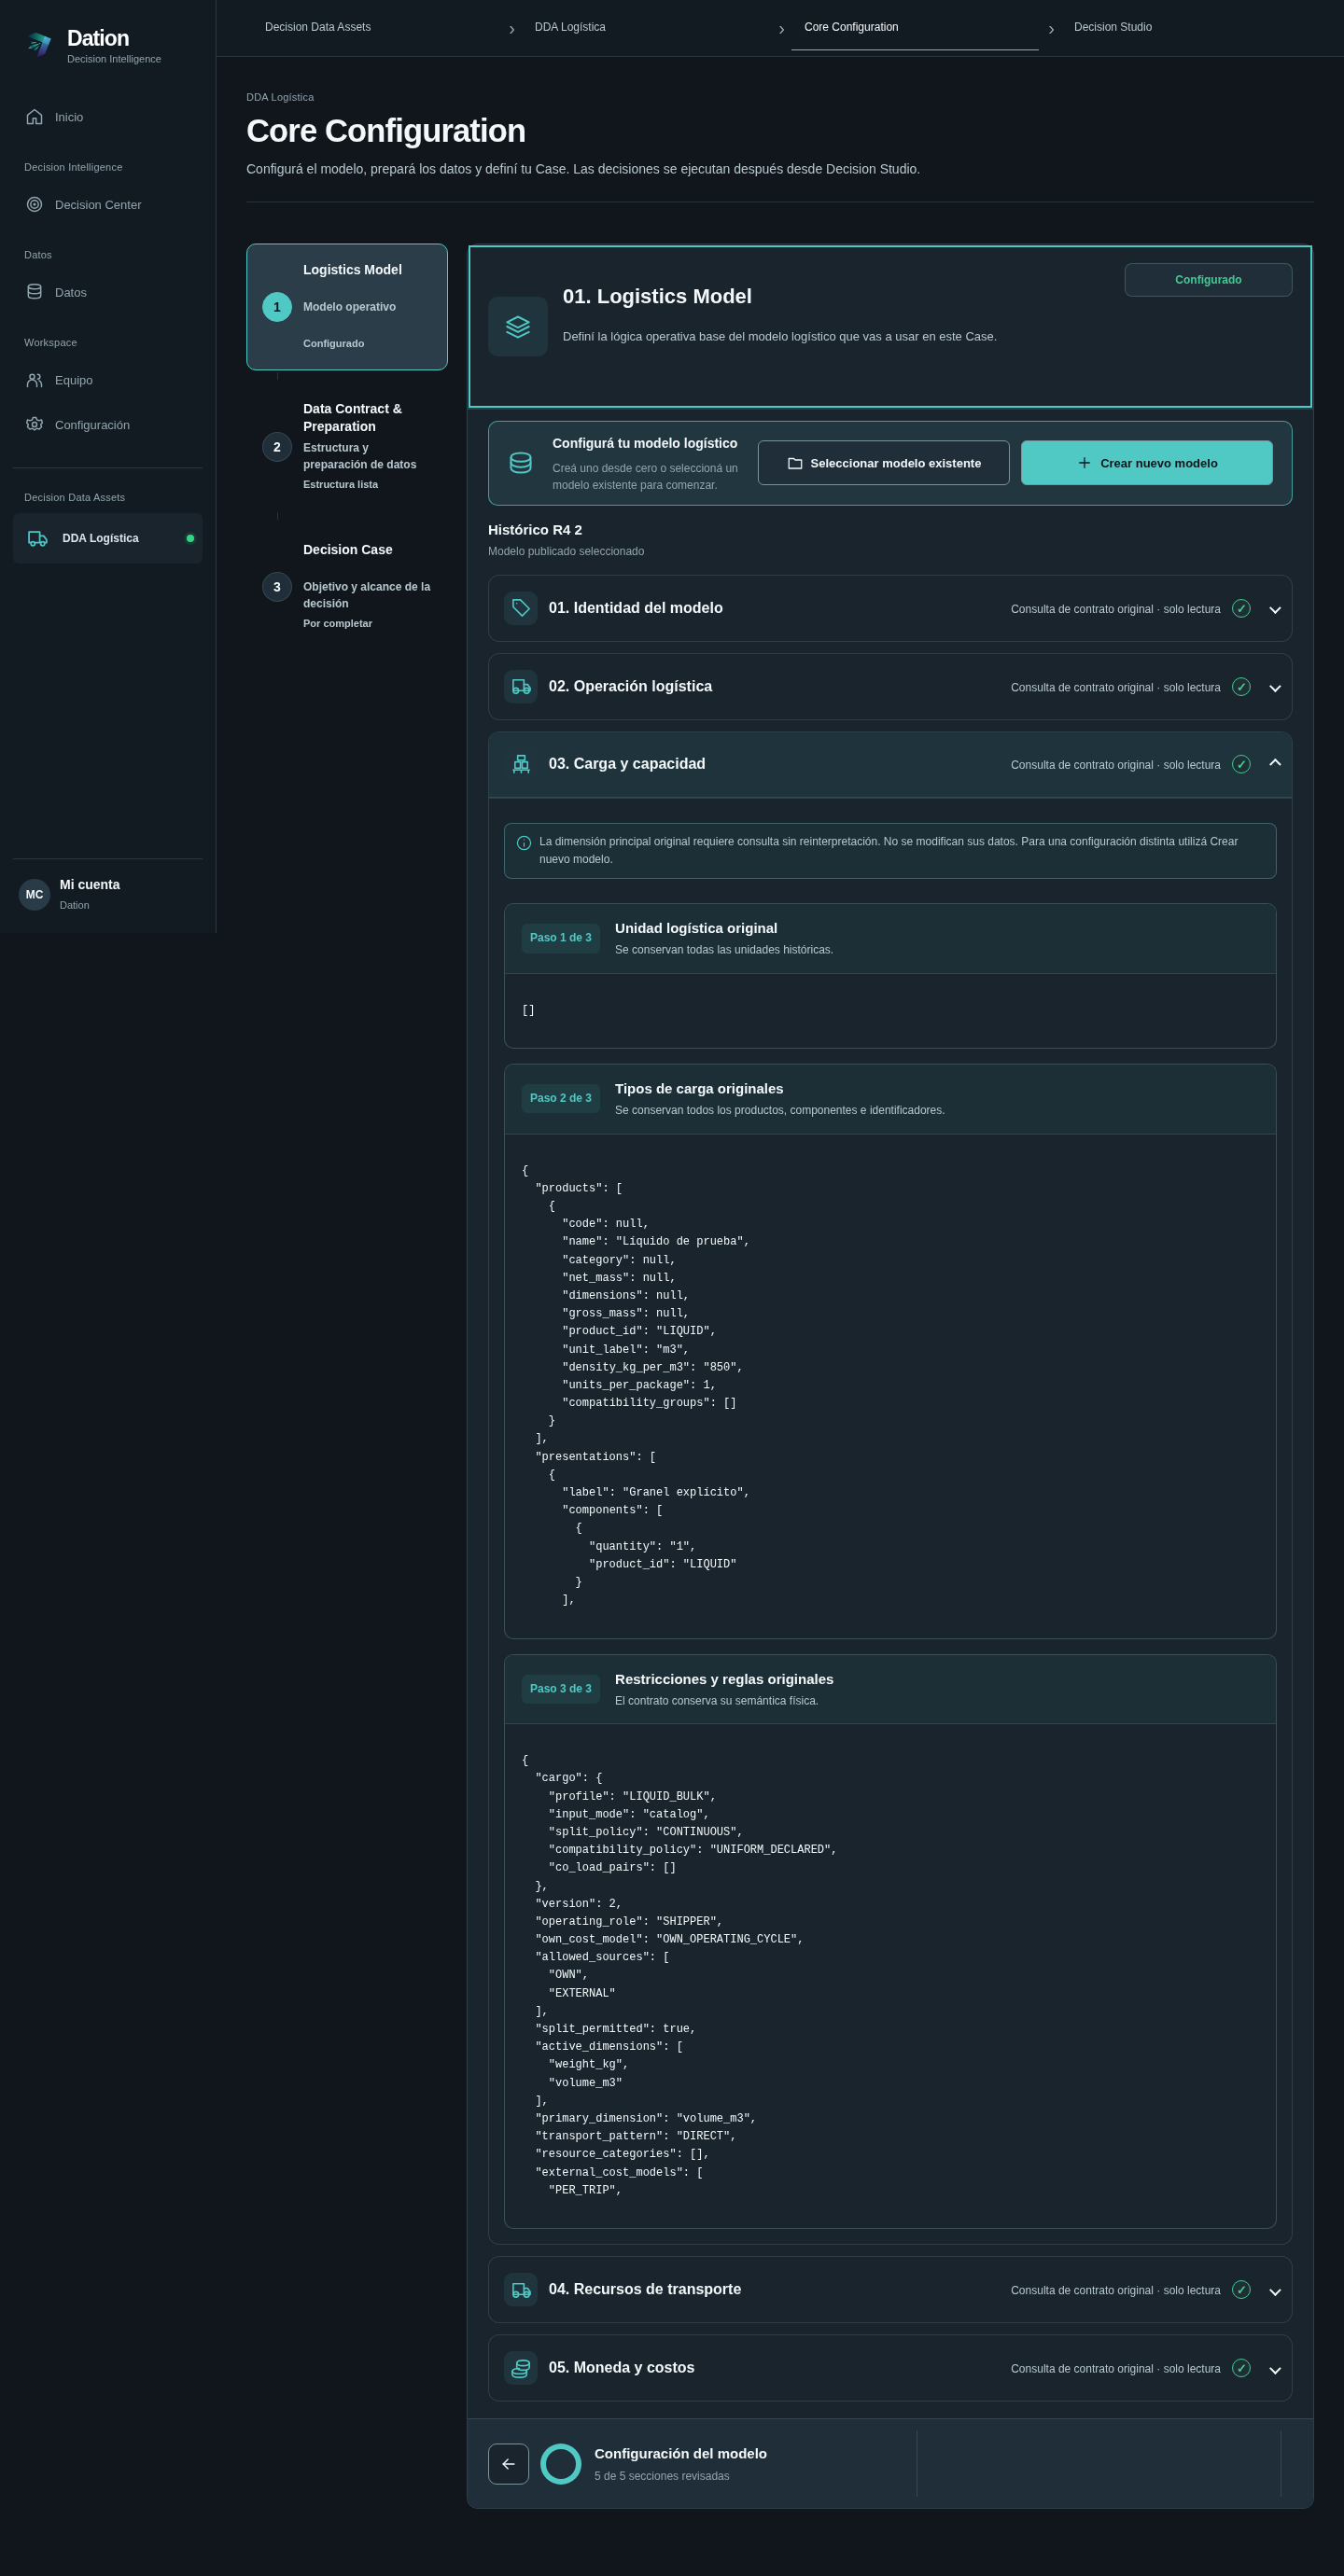 Dation
Decision Intelligence
Inicio
Decision Intelligence
Decision Center
Datos
Datos
Workspace
Equipo
Configuración
Decision Data Assets
DDA Logística
MC
Mi cuenta
Dation
Decision Data Assets
DDA Logística
Core Configuration
Decision Studio
DDA Logística
Core Configuration
Configurá el modelo, prepará los datos y definí tu Case. Las decisiones se ejecutan después desde Decision Studio.
1
Logistics Model
Modelo operativo
Configurado
2
Data Contract &
Preparation
Estructura y
preparación de datos
Estructura lista
3
Decision Case
Objetivo y alcance de la
decisión
Por completar
01. Logistics Model
Definí la lógica operativa base del modelo logístico que vas a usar en este Case.
Configurado
Configurá tu modelo logístico
Creá uno desde cero o seleccioná un
modelo existente para comenzar.
Seleccionar modelo existente
Crear nuevo modelo
Histórico R4 2
Modelo publicado seleccionado
01. Identidad del modelo
Consulta de contrato original · solo lectura
02. Operación logística
Consulta de contrato original · solo lectura
03. Carga y capacidad
Consulta de contrato original · solo lectura
La dimensión principal original requiere consulta sin reinterpretación. No se modifican sus datos. Para una configuración distinta utilizá Crear
nuevo modelo.
Paso 1 de 3
Unidad logística original
Se conservan todas las unidades históricas.
[]
Paso 2 de 3
Tipos de carga originales
Se conservan todos los productos, componentes e identificadores.
{
  "products": [
    {
      "code": null,
      "name": "Líquido de prueba",
      "category": null,
      "net_mass": null,
      "dimensions": null,
      "gross_mass": null,
      "product_id": "LIQUID",
      "unit_label": "m3",
      "density_kg_per_m3": "850",
      "units_per_package": 1,
      "compatibility_groups": []
    }
  ],
  "presentations": [
    {
      "label": "Granel explícito",
      "components": [
        {
          "quantity": "1",
          "product_id": "LIQUID"
        }
      ],
Paso 3 de 3
Restricciones y reglas originales
El contrato conserva su semántica física.
{
  "cargo": {
    "profile": "LIQUID_BULK",
    "input_mode": "catalog",
    "split_policy": "CONTINUOUS",
    "compatibility_policy": "UNIFORM_DECLARED",
    "co_load_pairs": []
  },
  "version": 2,
  "operating_role": "SHIPPER",
  "own_cost_model": "OWN_OPERATING_CYCLE",
  "allowed_sources": [
    "OWN",
    "EXTERNAL"
  ],
  "split_permitted": true,
  "active_dimensions": [
    "weight_kg",
    "volume_m3"
  ],
  "primary_dimension": "volume_m3",
  "transport_pattern": "DIRECT",
  "resource_categories": [],
  "external_cost_models": [
    "PER_TRIP",
04. Recursos de transporte
Consulta de contrato original · solo lectura
05. Moneda y costos
Consulta de contrato original · solo lectura
Configuración del modelo
5 de 5 secciones revisadas